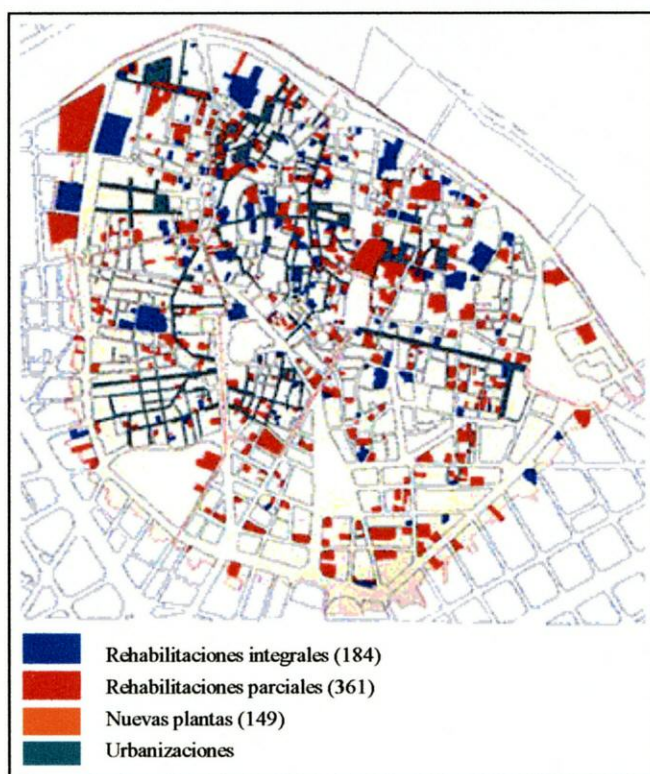 Rehabilitaciones integrales (184)
Rehabilitaciones parciales (361)
Nuevas plantas (149)
Urbanizaciones